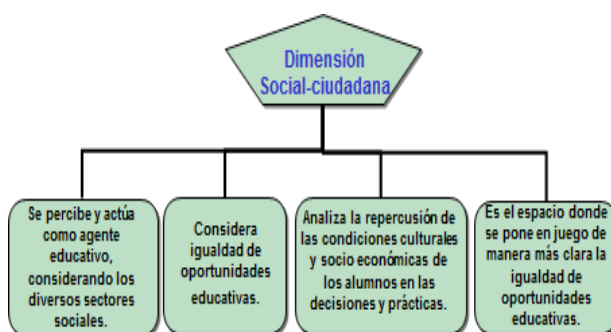 Dimensión
Social-ciudadana
Se percibe y actúa
como agente
educativo,
considerando los
diversos sectores
sociales.
Considera
igualdad de
oportunidades
educativas.
Analiza la repercusión de
las condiciones culturales
y socio económicas de
los alumnos en las
decisiones y prácticas.
Es el espacio donde
se pone en juego de
manera más clara la
igualdad de
oportunidades
educativas.